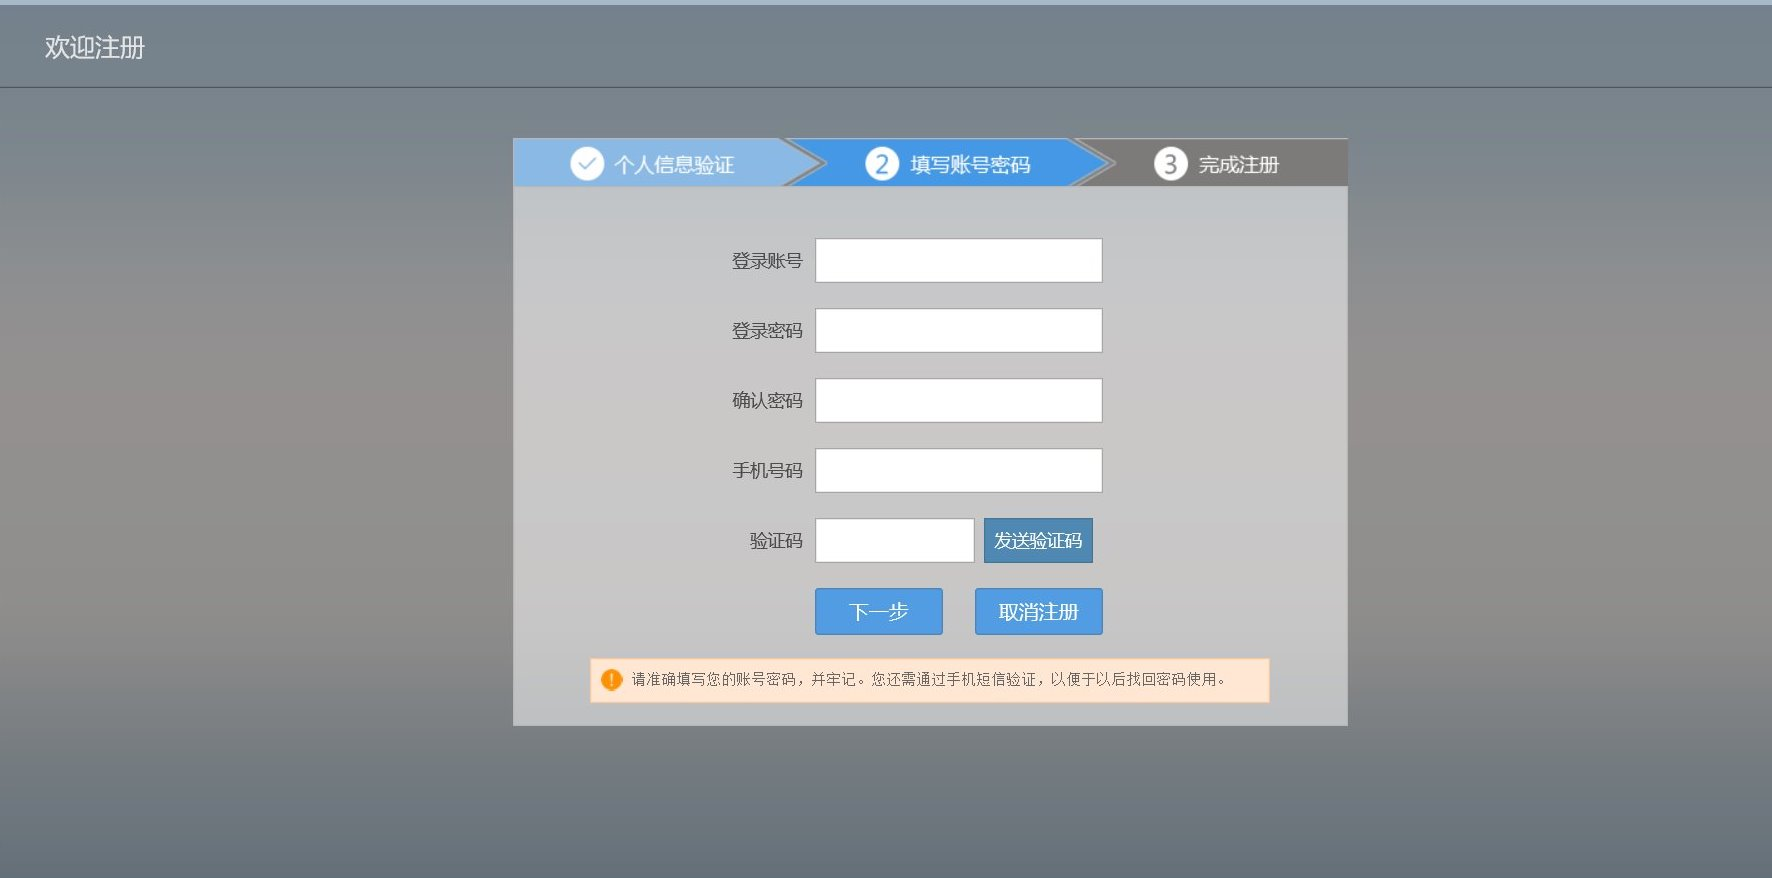 欢迎注册
个人信息验证 2 填写账号密码 3 完成注册
登录账号
登录密码
确认密码
手机号码
验证码 发送验证码
下一步 取消注册
请准确填写您的账号密码，并牢记。您还需通过手机短信验证，以便于以后找回密码使用。